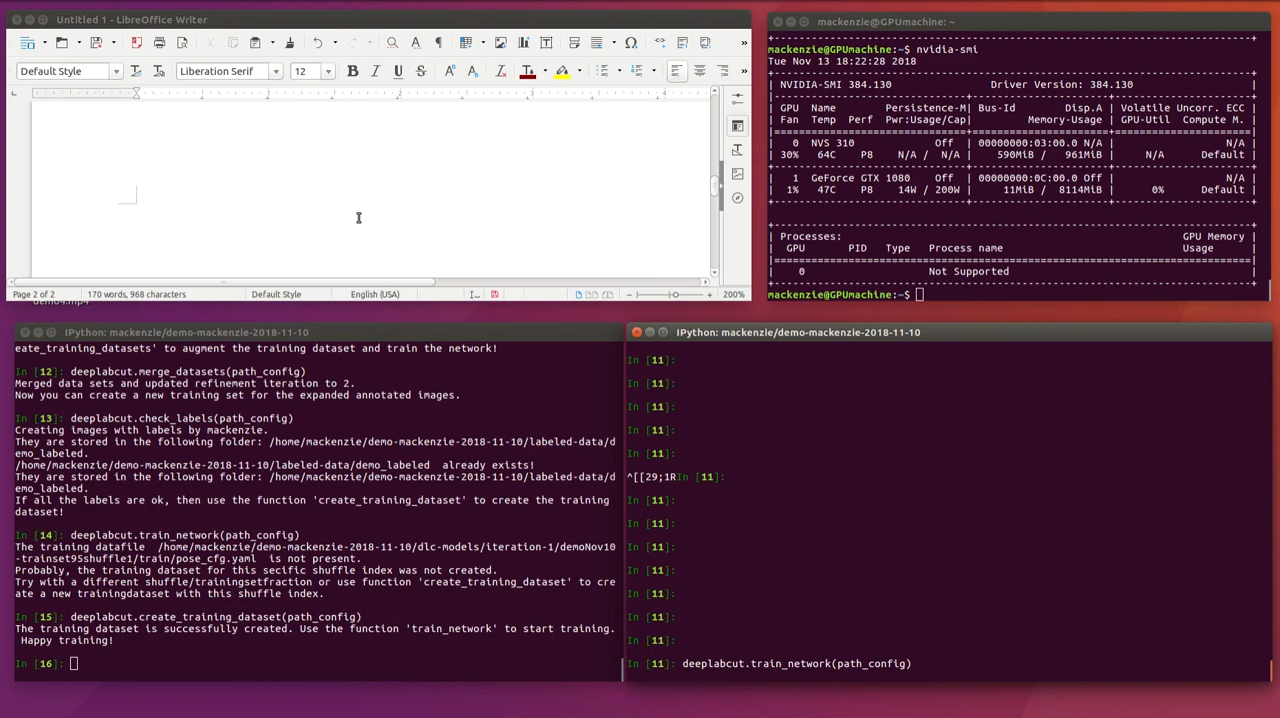 Untitled 1 - LibreOffice Writer
Default Style
Liberation Serif
12
1
2
3
4
Page 2 of 2
170 words, 968 characters
Default Style
English (USA)
200%
mackenzie@GPUmachine: ~
mackenzie@GPUmachine:~$ nvidia-smi
Tue Nov 13 18:22:28 2018
NVIDIA-SMI 384.130 Driver Version: 384.130
GPU Name Persistence-M| Bus-Id Disp.A | Volatile Uncorr. ECC
Fan Temp Perf Pwr:Usage/Cap| Memory-Usage | GPU-Util Compute M.
0 NVS 310 Off | 00000000:03:00.0 N/A | N/A
30% 64C P8 N/A / N/A | 590MiB / 961MiB | N/A Default
1 GeForce GTX 1080 Off | 00000000:0C:00.0 Off | N/A
1% 47C P8 14W / 200W | 11MiB / 8114MiB | 0% Default
Processes: GPU Memory
GPU PID Type Process name Usage
0 Not Supported
mackenzie@GPUmachine:~$
demo4.mp4
IPython: mackenzie/demo-mackenzie-2018-11-10
eate_training_datasets' to augment the training dataset and train the network!
In [12]: deeplabcut.merge_datasets(path_config)
Merged data sets and updated refinement iteration to 2.
Now you can create a new training set for the expanded annotated images.
In [13]: deeplabcut.check_labels(path_config)
Creating images with labels by mackenzie.
They are stored in the following folder: /home/mackenzie/demo-mackenzie-2018-11-10/labeled-data/d
emo_labeled.
/home/mackenzie/demo-mackenzie-2018-11-10/labeled-data/demo_labeled already exists!
They are stored in the following folder: /home/mackenzie/demo-mackenzie-2018-11-10/labeled-data/d
emo_labeled.
If all the labels are ok, then use the function 'create_training_dataset' to create the training
dataset!
In [14]: deeplabcut.train_network(path_config)
The training datafile /home/mackenzie/demo-mackenzie-2018-11-10/dlc-models/iteration-1/demoNov10
-trainset95shuffle1/train/pose_cfg.yaml is not present.
Probably, the training dataset for this secific shuffle index was not created.
Try with a different shuffle/trainingsetfraction or use function 'create_training_dataset' to cre
ate a new trainingdataset with this shuffle index.
In [15]: deeplabcut.create_training_dataset(path_config)
The training dataset is successfully created. Use the function 'train_network' to start training.
Happy training!
In [16]:
IPython: mackenzie/demo-mackenzie-2018-11-10
In [11]:
In [11]:
In [11]:
In [11]:
In [11]:
^[[29;1RIn [11]:
In [11]:
In [11]:
In [11]:
In [11]:
In [11]:
In [11]:
In [11]:
In [11]: deeplabcut.train_network(path_config)